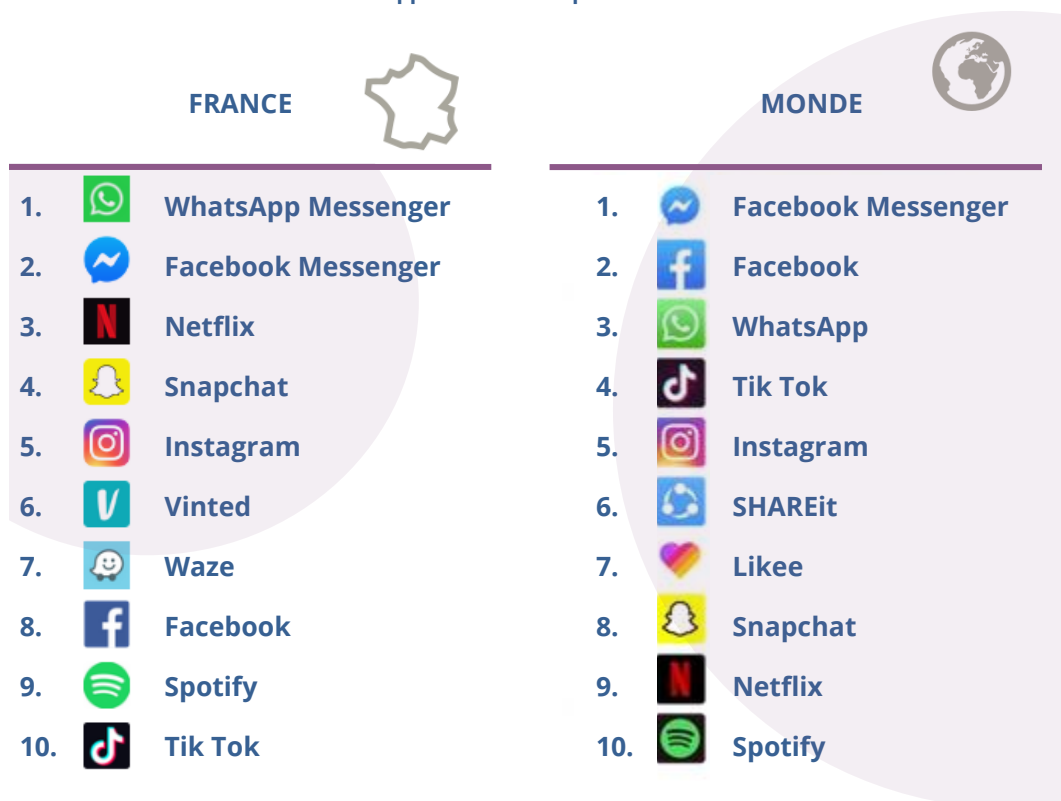 FRANCE
1. WhatsApp Messenger
2. Facebook Messenger
3. Netflix
4. Snapchat
5. Instagram
6. Vinted
7. Waze
8. Facebook
9. Spotify
10. Tik Tok
MONDE
1. Facebook Messenger
2. Facebook
3. WhatsApp
4. Tik Tok
5. Instagram
6. SHAREit
7. Likee
8. Snapchat
9. Netflix
10. Spotify